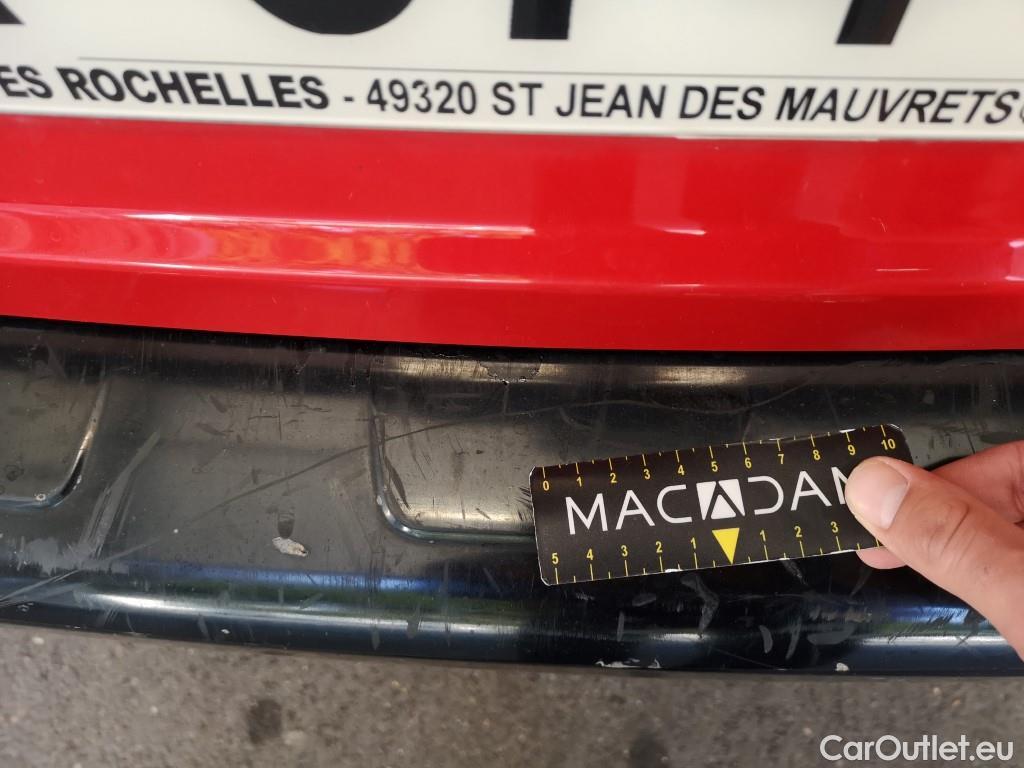 ES ROCHELLES - 49320 ST JEAN DES MAUVRETS
0 1 2 3 4 5 6 7 8 9 10
MACADAM
5 4 3 2 1 1 2 3
CarOutlet.eu